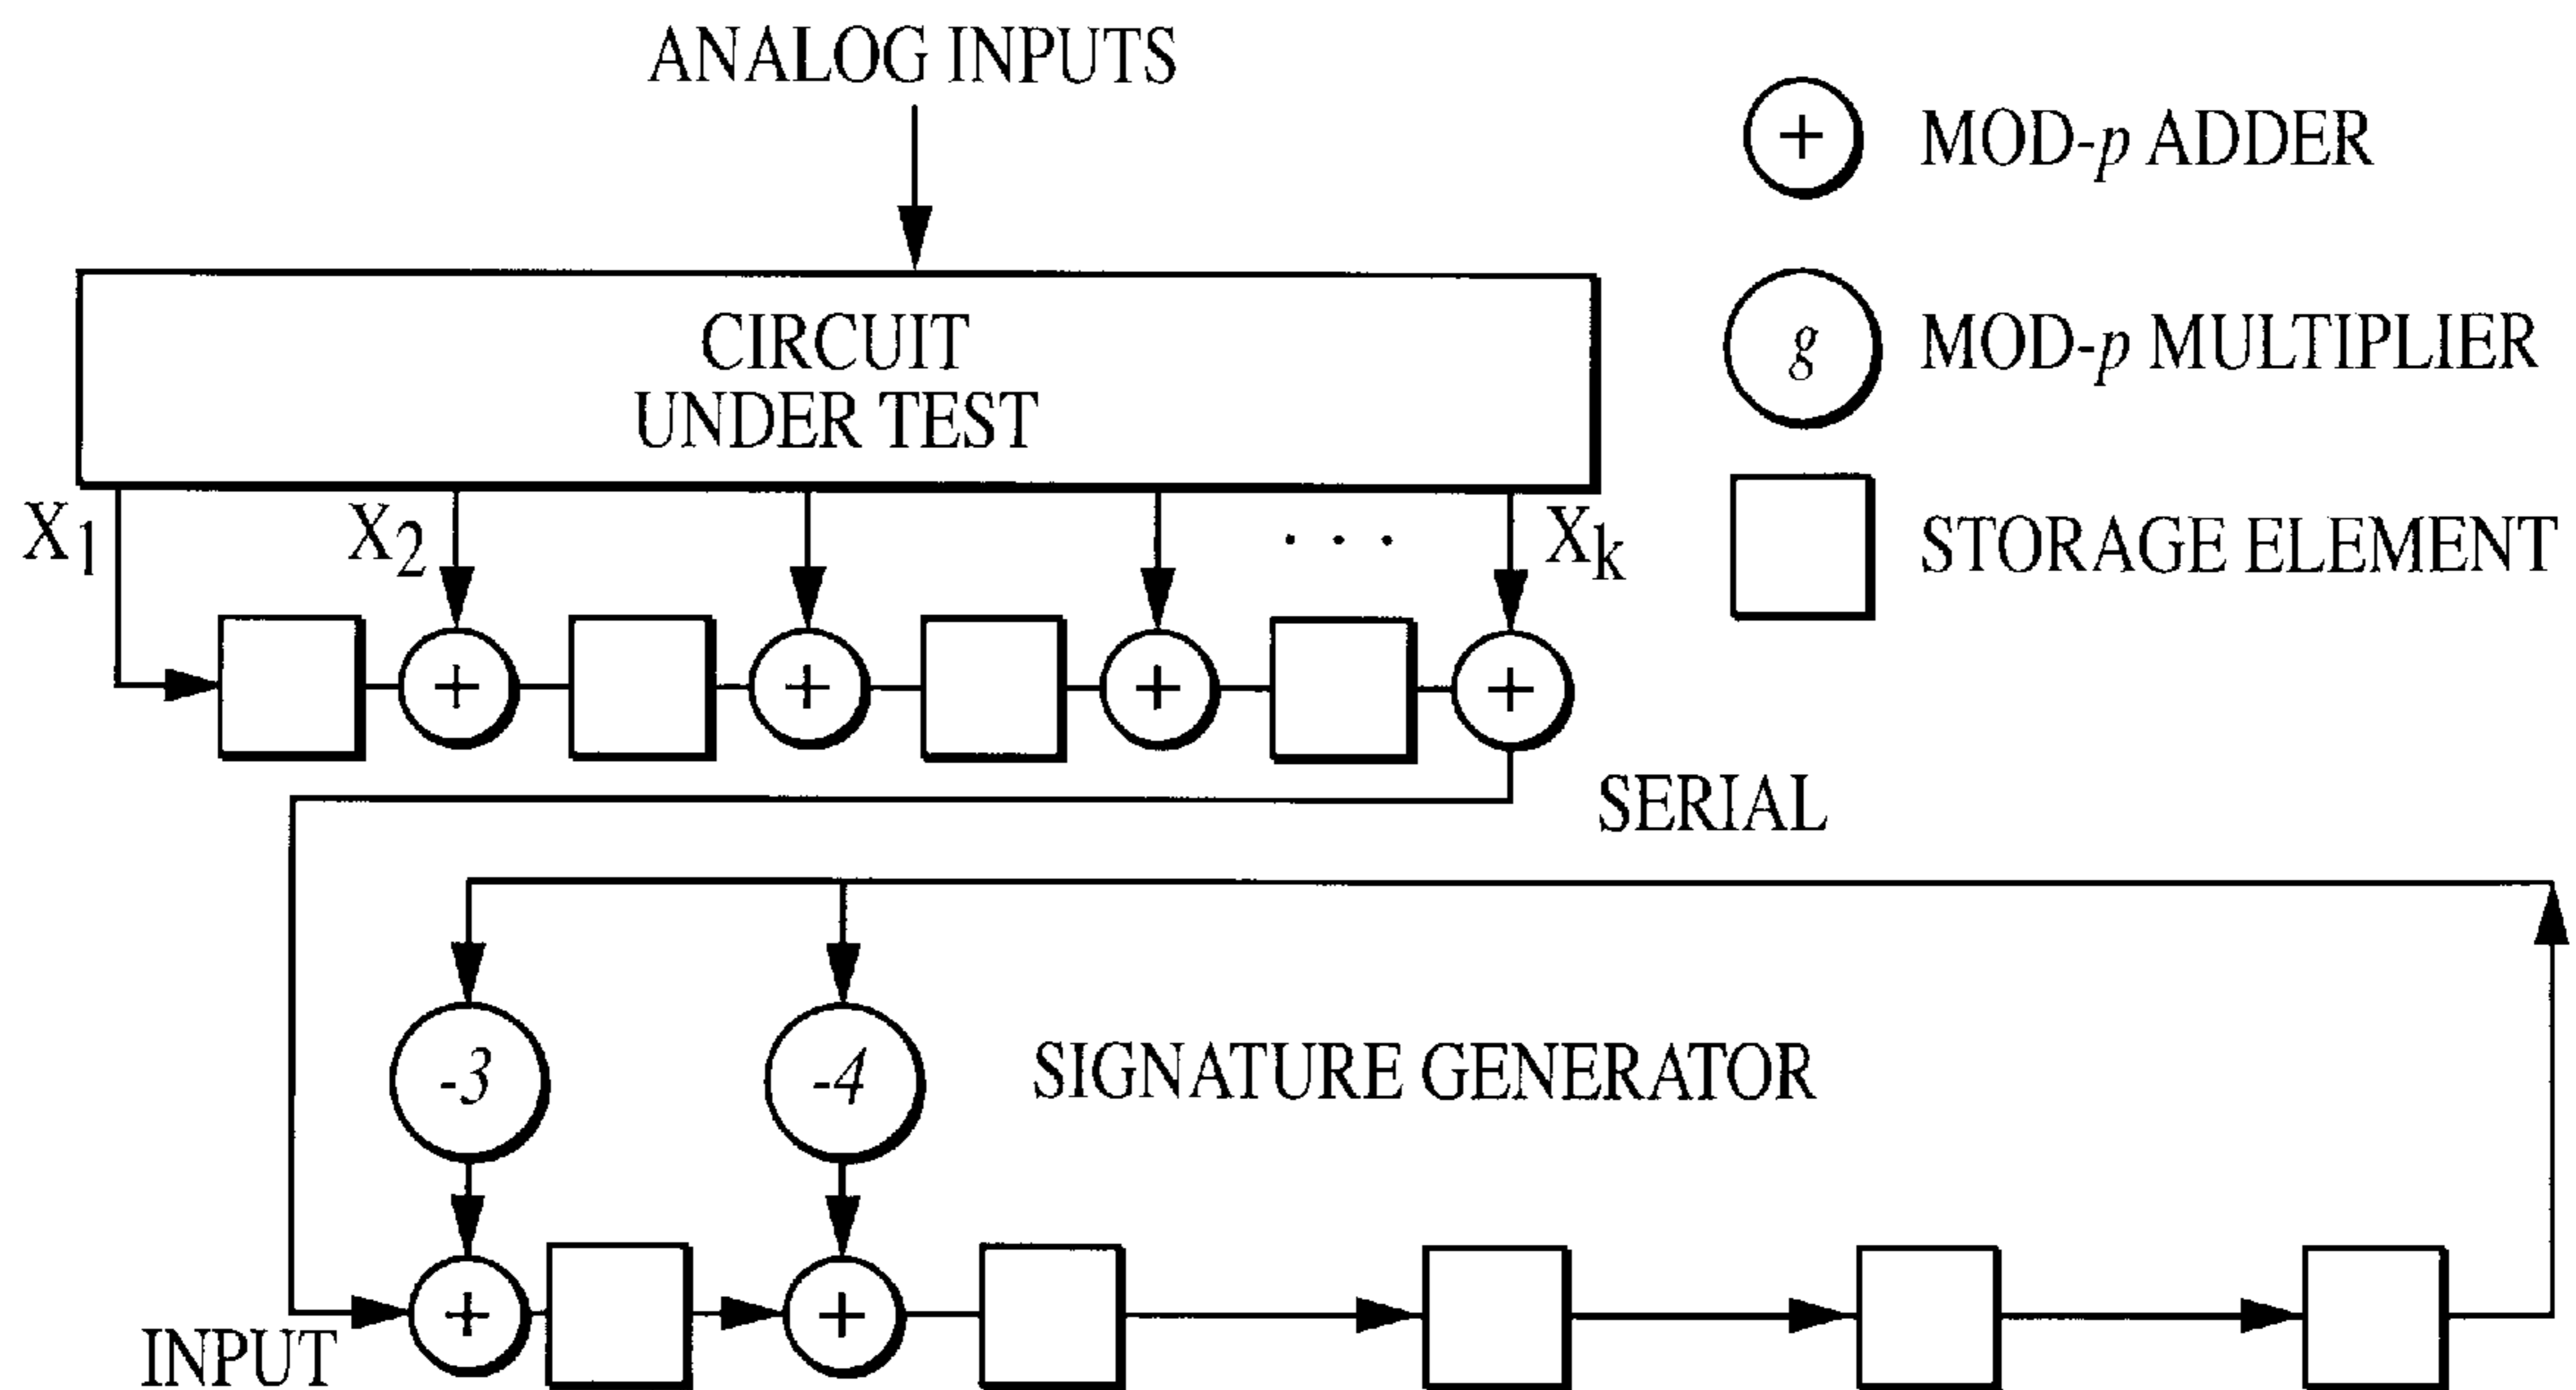 ANALOG INPUTS
+ MOD-p ADDER
g MOD-p MULTIPLIER
STORAGE ELEMENT
CIRCUIT
UNDER TEST
X1 X2 . . . Xk
+ + + +
SERIAL
-3 -4 SIGNATURE GENERATOR
+ +
INPUT